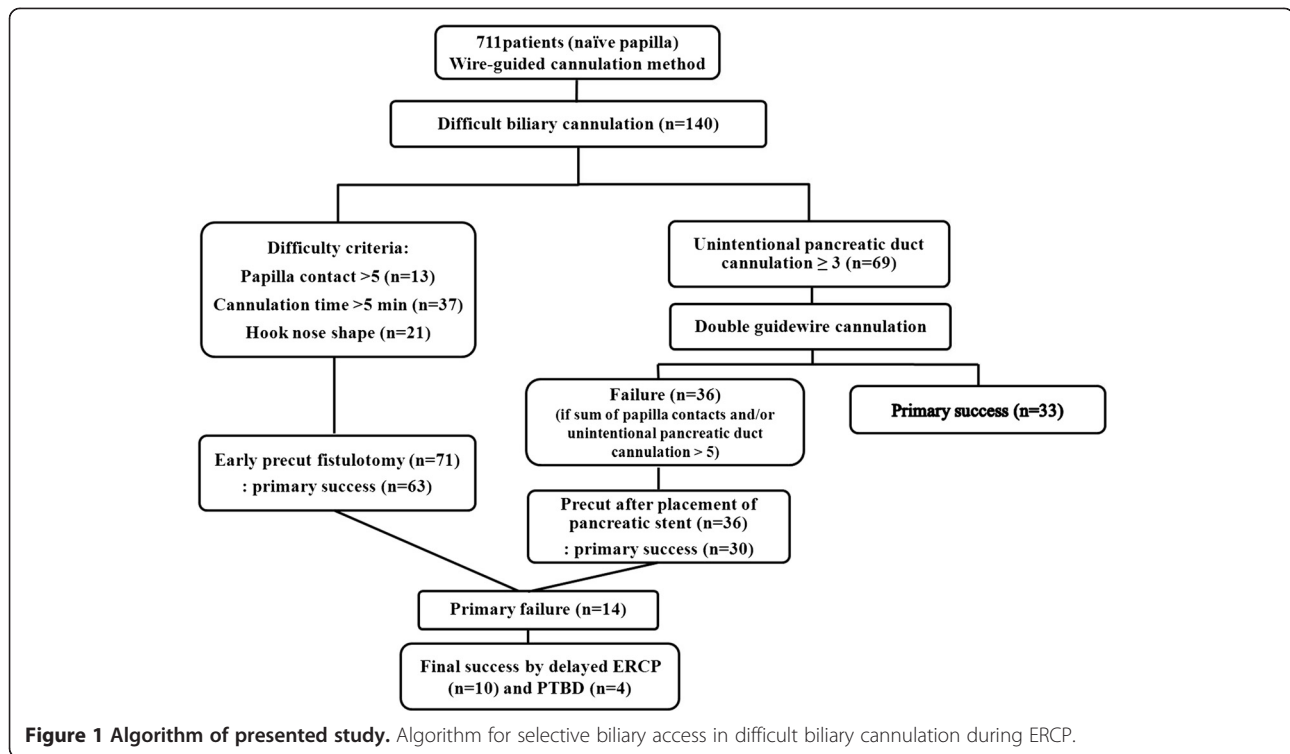 711patients (naïve papilla)
Wire-guided cannulation method
Difficult biliary cannulation (n=140)
Difficulty criteria:
Papilla contact >5 (n=13)
Cannulation time >5 min (n=37)
Hook nose shape (n=21)
Unintentional pancreatic duct
cannulation ≥ 3 (n=69)
Double guidewire cannulation
Failure (n=36)
(if sum of papilla contacts and/or
unintentional pancreatic duct
cannulation > 5)
Primary success (n=33)
Early precut fistulotomy (n=71)
: primary success (n=63)
Precut after placement of
pancreatic stent (n=36)
: primary success (n=30)
Primary failure (n=14)
Final success by delayed ERCP
(n=10) and PTBD (n=4)
Figure 1 Algorithm of presented study. Algorithm for selective biliary access in difficult biliary cannulation during ERCP.